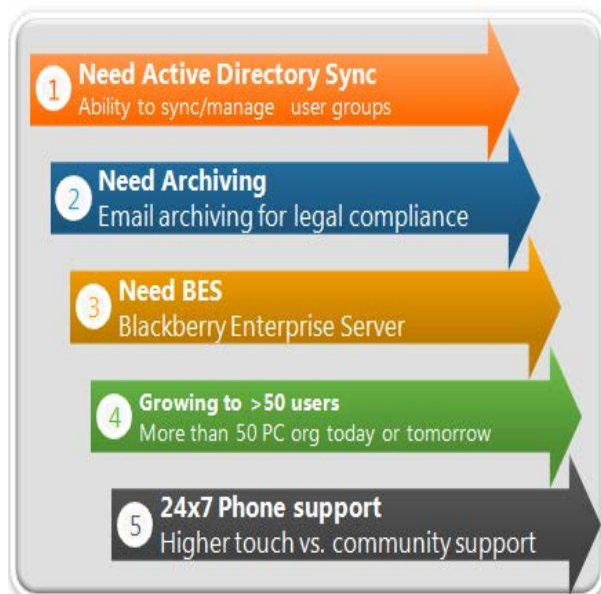 1
Need Active Directory Sync
Ability to sync/manage user groups
2
Need Archiving
Email archiving for legal compliance
3
Need BES
Blackberry Enterprise Server
4
Growing to >50 users
More than 50 PC org today or tomorrow
5
24x7 Phone support
Higher touch vs. community support